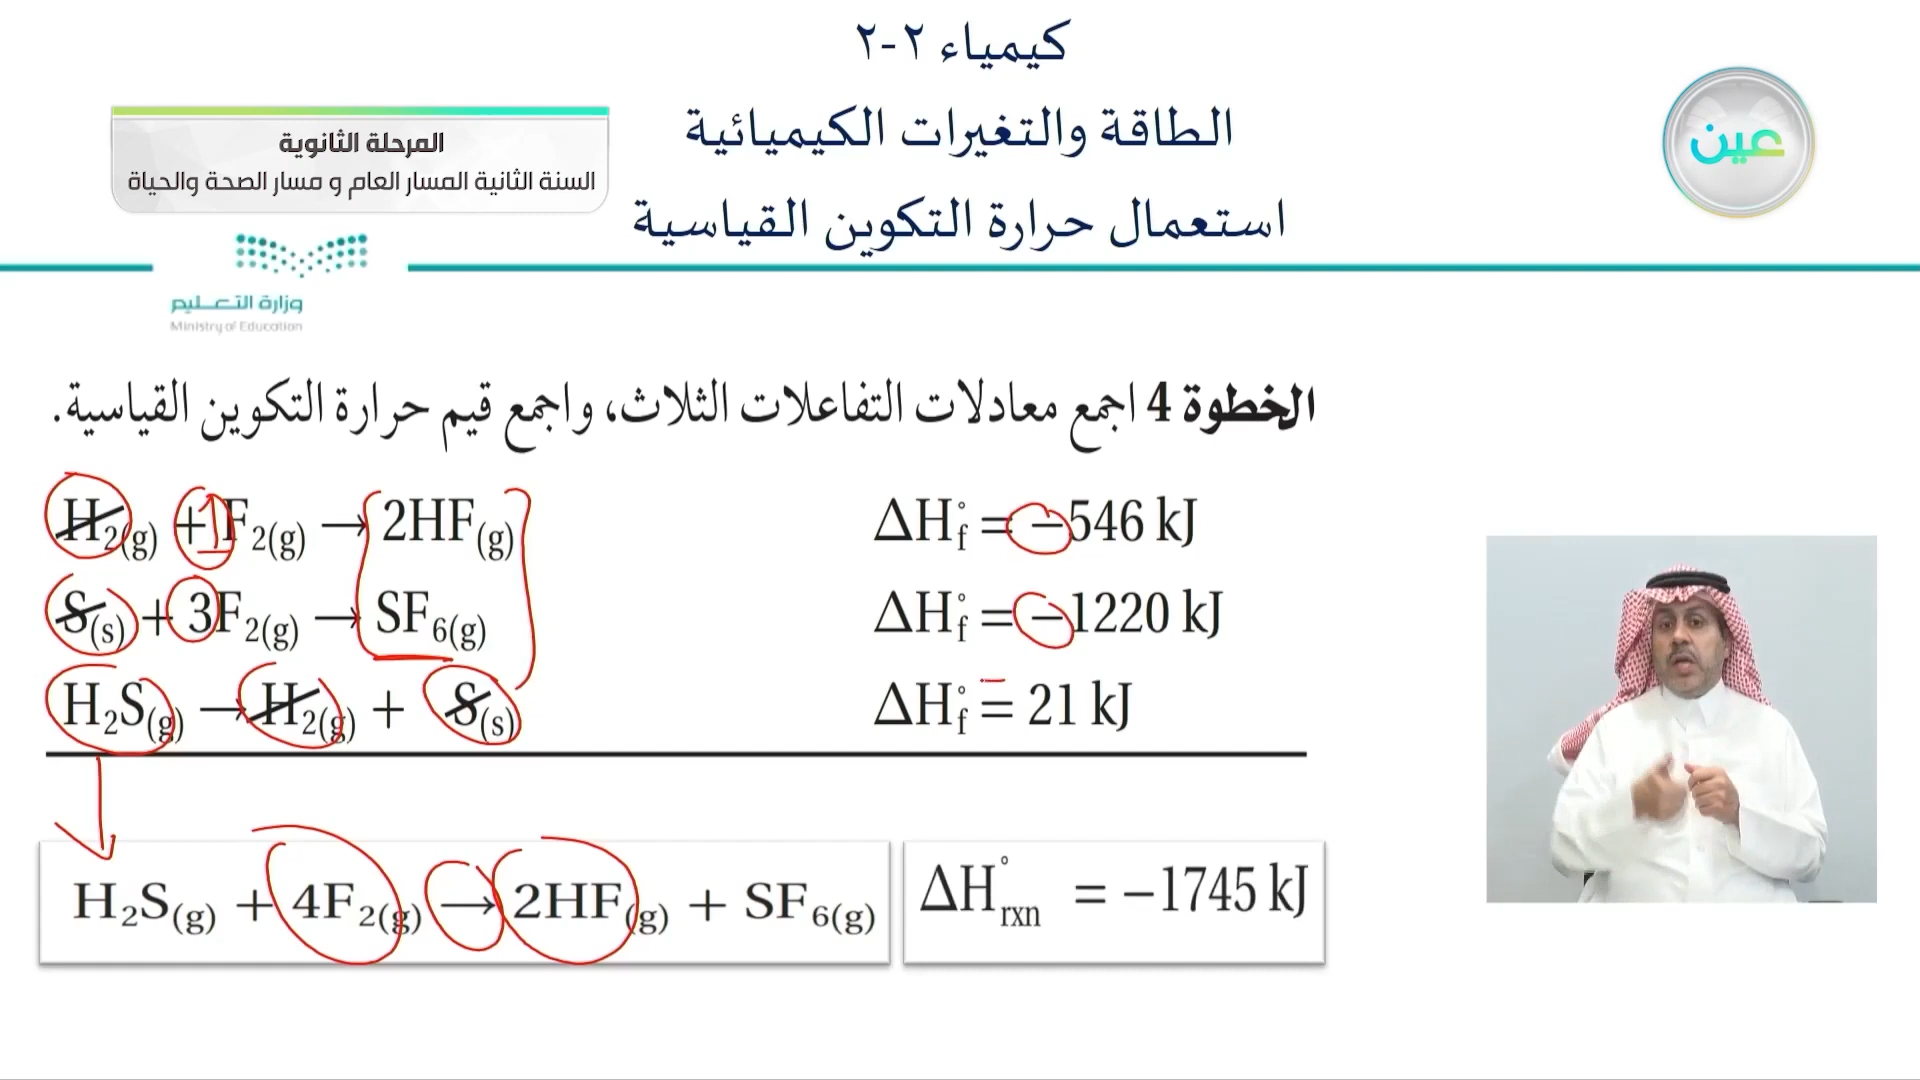 كيمياء ٢-٢
الطاقة والتغيرات الكيميائية
استعمال حرارة التكوين القياسية
عين
المرحلة الثانوية
السنة الثانية المسار العام و مسار الصحة والحياة
وزارة التعليم
Ministry of Education
الخطوة 4 اجمع معادلات التفاعلات الثلاث، واجمع قيم حرارة التكوين القياسية.
H₂(g) + 1F₂(g) → 2HF(g) ΔH°f = −546 kJ
S(s) + 3F₂(g) → SF₆(g) ΔH°f = −1220 kJ
H₂S(g) → H₂(g) + S(s) ΔH°f = 21 kJ
H₂S(g) + 4F₂(g) → 2HF(g) + SF₆(g) ΔH°rxn = −1745 kJ